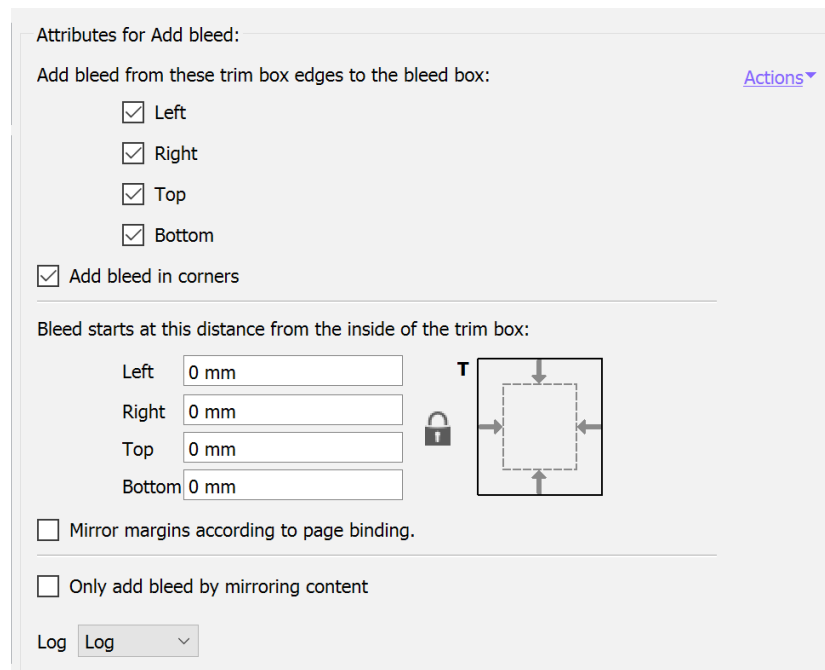 Attributes for Add bleed:
Add bleed from these trim box edges to the bleed box:
Actions
Left
Right
Top
Bottom
Add bleed in corners
Bleed starts at this distance from the inside of the trim box:
Left 0 mm
T
Right 0 mm
Top 0 mm
Bottom 0 mm
Mirror margins according to page binding.
Only add bleed by mirroring content
Log Log